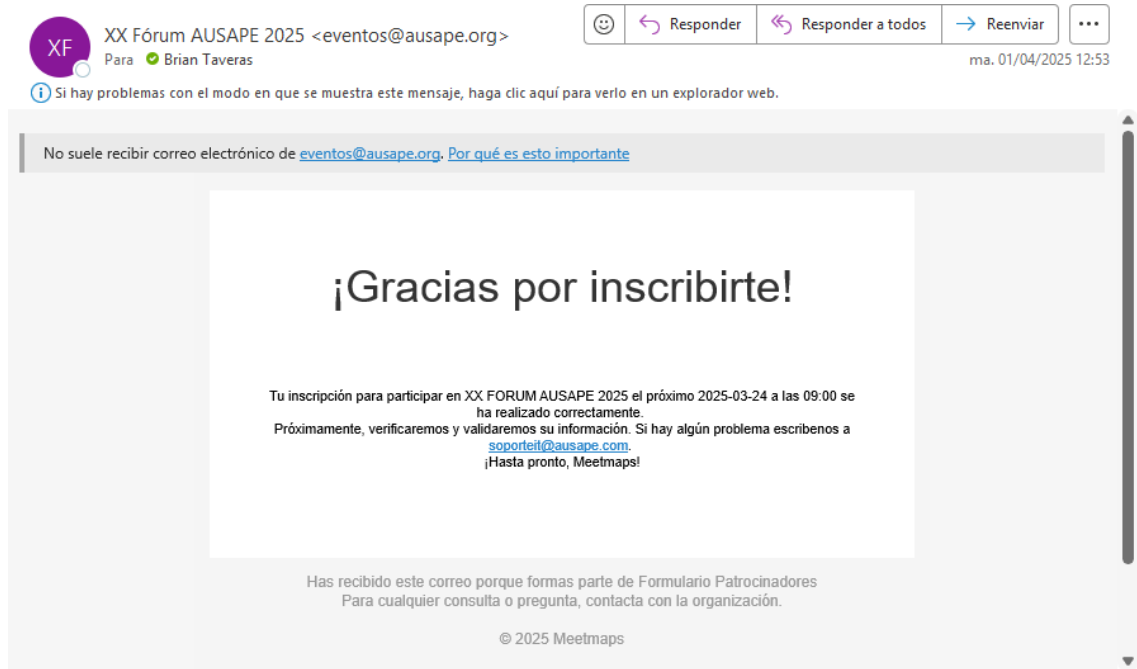 XF
XX Fórum AUSAPE 2025 <eventos@ausape.org>
Para Brian Taveras
Responder
Responder a todos
Reenviar
ma. 01/04/2025 12:53
Si hay problemas con el modo en que se muestra este mensaje, haga clic aquí para verlo en un explorador web.
No suele recibir correo electrónico de eventos@ausape.org. Por qué es esto importante
¡Gracias por inscribirte!
Tu inscripción para participar en XX FORUM AUSAPE 2025 el próximo 2025-03-24 a las 09:00 se
ha realizado correctamente.
Próximamente, verificaremos y validaremos su información. Si hay algún problema escribenos a
soporteit@ausape.com.
¡Hasta pronto, Meetmaps!
Has recibido este correo porque formas parte de Formulario Patrocinadores
Para cualquier consulta o pregunta, contacta con la organización.
© 2025 Meetmaps